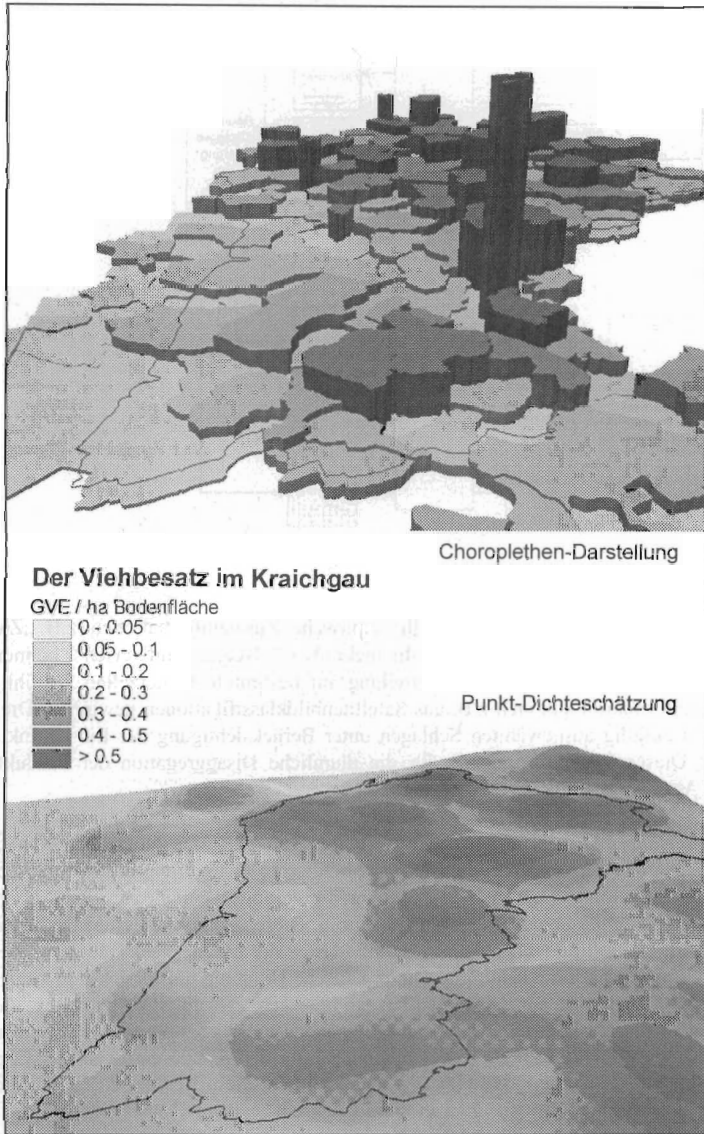 Choroplethen-Darstellung
Der Viehbesatz im Kraichgau
GVE / ha Bodenfläche
0 - 0.05
0.05 - 0.1
0.1 - 0.2
0.2 - 0.3
0.3 - 0.4
0.4 - 0.5
> 0.5
Punkt-Dichteschätzung